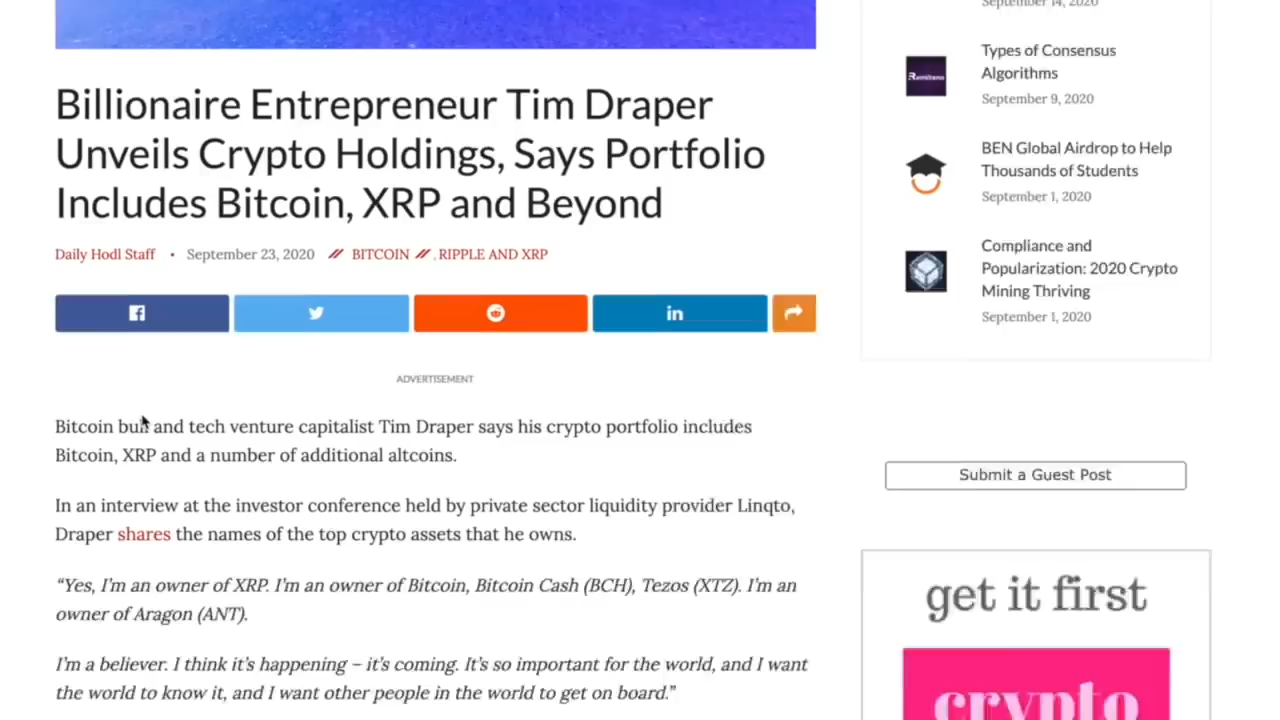 Billionaire Entrepreneur Tim Draper
Unveils Crypto Holdings, Says Portfolio
Includes Bitcoin, XRP and Beyond
Daily Hodl Staff • September 23, 2020 // BITCOIN // , RIPPLE AND XRP
in
ADVERTISEMENT
Bitcoin bull and tech venture capitalist Tim Draper says his crypto portfolio includes
Bitcoin, XRP and a number of additional altcoins.
In an interview at the investor conference held by private sector liquidity provider Linqto,
Draper shares the names of the top crypto assets that he owns.
“Yes, I’m an owner of XRP. I’m an owner of Bitcoin, Bitcoin Cash (BCH), Tezos (XTZ). I’m an
owner of Aragon (ANT).
I’m a believer. I think it’s happening – it’s coming. It’s so important for the world, and I want
the world to know it, and I want other people in the world to get on board.”
September 14, 2020
Types of Consensus
Algorithms
September 9, 2020
BEN Global Airdrop to Help
Thousands of Students
September 1, 2020
Compliance and
Popularization: 2020 Crypto
Mining Thriving
September 1, 2020
Submit a Guest Post
get it first
crypto